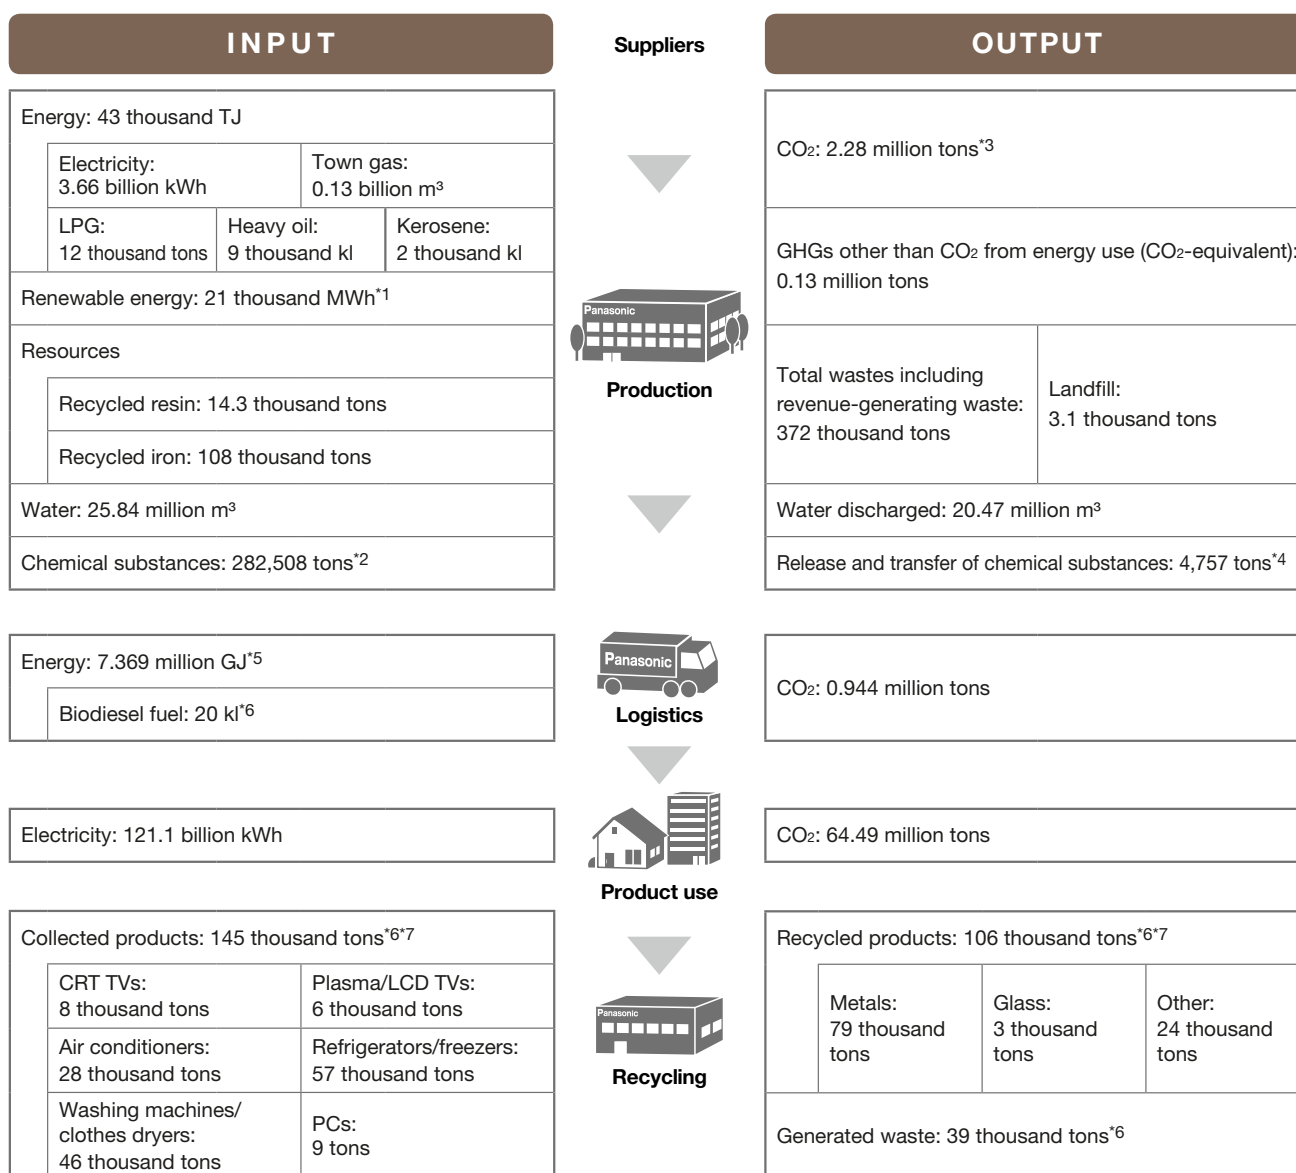 INPUT
Suppliers
OUTPUT
Energy: 43 thousand TJ
Electricity:
3.66 billion kWh
Town gas:
0.13 billion m³
LPG:
12 thousand tons
Heavy oil:
9 thousand kl
Kerosene:
2 thousand kl
Renewable energy: 21 thousand MWh*1
Resources
Recycled resin: 14.3 thousand tons
Recycled iron: 108 thousand tons
Water: 25.84 million m³
Chemical substances: 282,508 tons*2
Panasonic
Production
CO₂: 2.28 million tons*3
GHGs other than CO₂ from energy use (CO₂-equivalent):
0.13 million tons
Total wastes including
revenue-generating waste:
372 thousand tons
Landfill:
3.1 thousand tons
Water discharged: 20.47 million m³
Release and transfer of chemical substances: 4,757 tons*4
Energy: 7.369 million GJ*5
Biodiesel fuel: 20 kl*6
Panasonic
Logistics
CO₂: 0.944 million tons
Electricity: 121.1 billion kWh
Product use
CO₂: 64.49 million tons
Collected products: 145 thousand tons*6*7
CRT TVs:
8 thousand tons
Plasma/LCD TVs:
6 thousand tons
Air conditioners:
28 thousand tons
Refrigerators/freezers:
57 thousand tons
Washing machines/
clothes dryers:
46 thousand tons
PCs:
9 tons
Panasonic
Recycling
Recycled products: 106 thousand tons*6*7
Metals:
79 thousand
tons
Glass:
3 thousand
tons
Other:
24 thousand
tons
Generated waste: 39 thousand tons*6